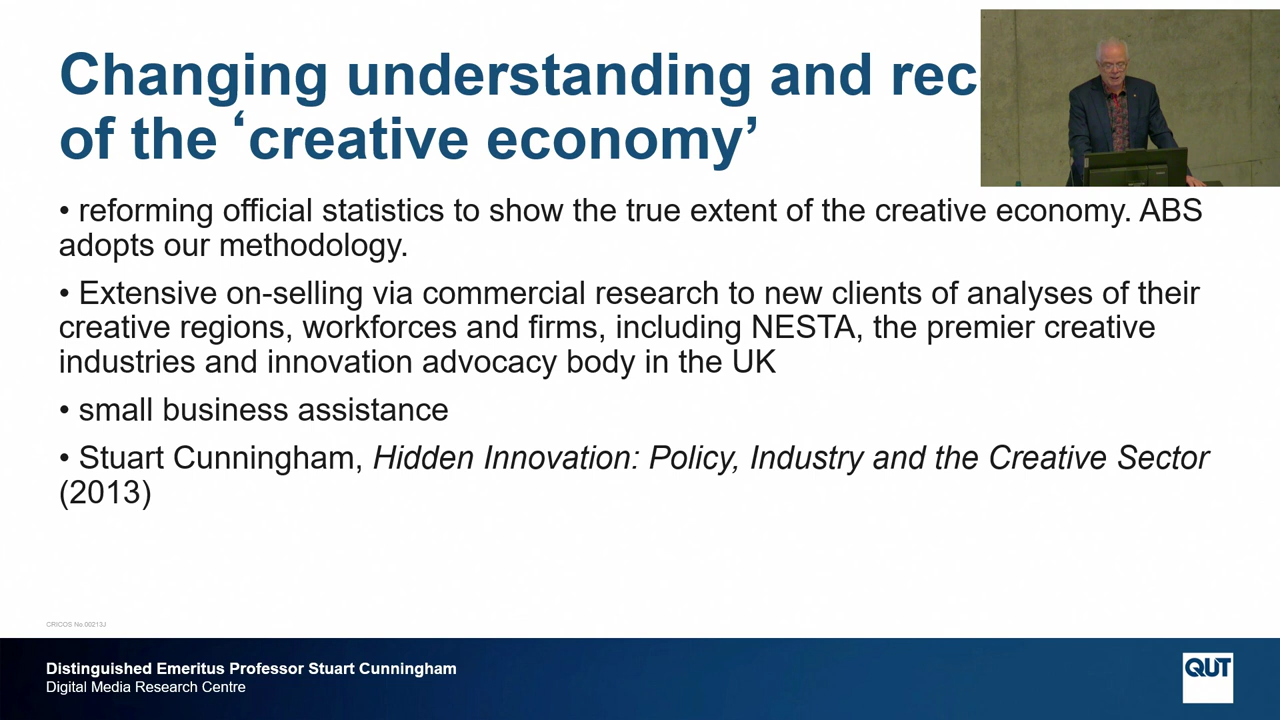 Changing understanding and rec
of the ‘creative economy’
• reforming official statistics to show the true extent of the creative economy. ABS
adopts our methodology.
• Extensive on-selling via commercial research to new clients of analyses of their
creative regions, workforces and firms, including NESTA, the premier creative
industries and innovation advocacy body in the UK
• small business assistance
• Stuart Cunningham, Hidden Innovation: Policy, Industry and the Creative Sector
(2013)
CRICOS No.00213J
Distinguished Emeritus Professor Stuart Cunningham
Digital Media Research Centre
QUT